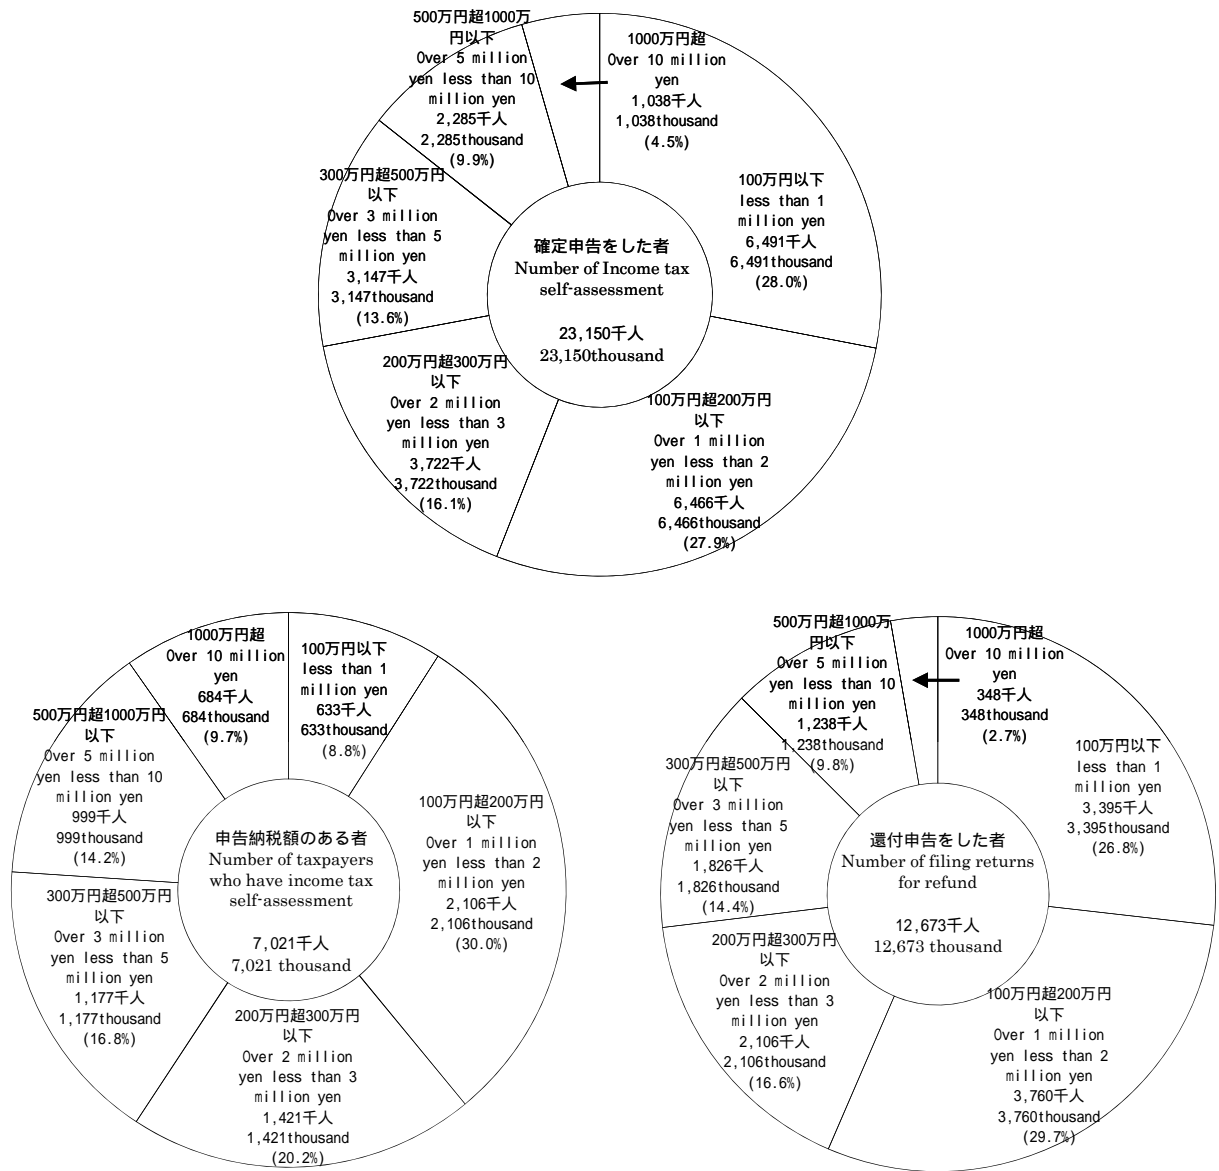 500万円超1000万
円以下
Over 5 million
yen less than 10
million yen
2,285千人
2,285thousand
(9.9%)
1000万円超
Over 10 million
yen
1,038千人
1,038thousand
(4.5%)
300万円超500万円
以下
Over 3 million
yen less than 5
million yen
3,147千人
3,147thousand
(13.6%)
100万円以下
less than 1
million yen
6,491千人
6,491thousand
(28.0%)
確定申告をした者
Number of Income tax
self-assessment
23,150千人
23,150thousand
200万円超300万円
以下
Over 2 million
yen less than 3
million yen
3,722千人
3,722thousand
(16.1%)
100万円超200万円
以下
Over 1 million
yen less than 2
million yen
6,466千人
6,466thousand
(27.9%)
1000万円超
Over 10 million
yen
684千人
684thousand
(9.7%)
100万円以下
less than 1
million yen
633千人
633thousand
(8.8%)
500万円超1000万円
以下
Over 5 million
yen less than 10
million yen
999千人
999thousand
(14.2%)
100万円超200万円
以下
Over 1 million
yen less than 2
million yen
2,106千人
2,106thousand
(30.0%)
申告納税額のある者
Number of taxpayers
who have income tax
self-assessment
7,021千人
7,021 thousand
300万円超500万円
以下
Over 3 million
yen less than 5
million yen
1,177千人
1,177thousand
(16.8%)
200万円超300万円
以下
Over 2 million
yen less than 3
million yen
1,421千人
1,421thousand
(20.2%)
500万円超1000万
円以下
Over 5 million
yen less than 10
million yen
1,238千人
1,238thousand
(9.8%)
1000万円超
Over 10 million
yen
348千人
348thousand
(2.7%)
300万円超500万円
以下
Over 3 million
yen less than 5
million yen
1,826千人
1,826thousand
(14.4%)
100万円以下
less than 1
million yen
3,395千人
3,395thousand
(26.8%)
還付申告をした者
Number of filing returns
for refund
12,673千人
12,673 thousand
200万円超300万円
以下
Over 2 million
yen less than 3
million yen
2,106千人
2,106thousand
(16.6%)
100万円超200万円
以下
Over 1 million
yen less than 2
million yen
3,760千人
3,760thousand
(29.7%)